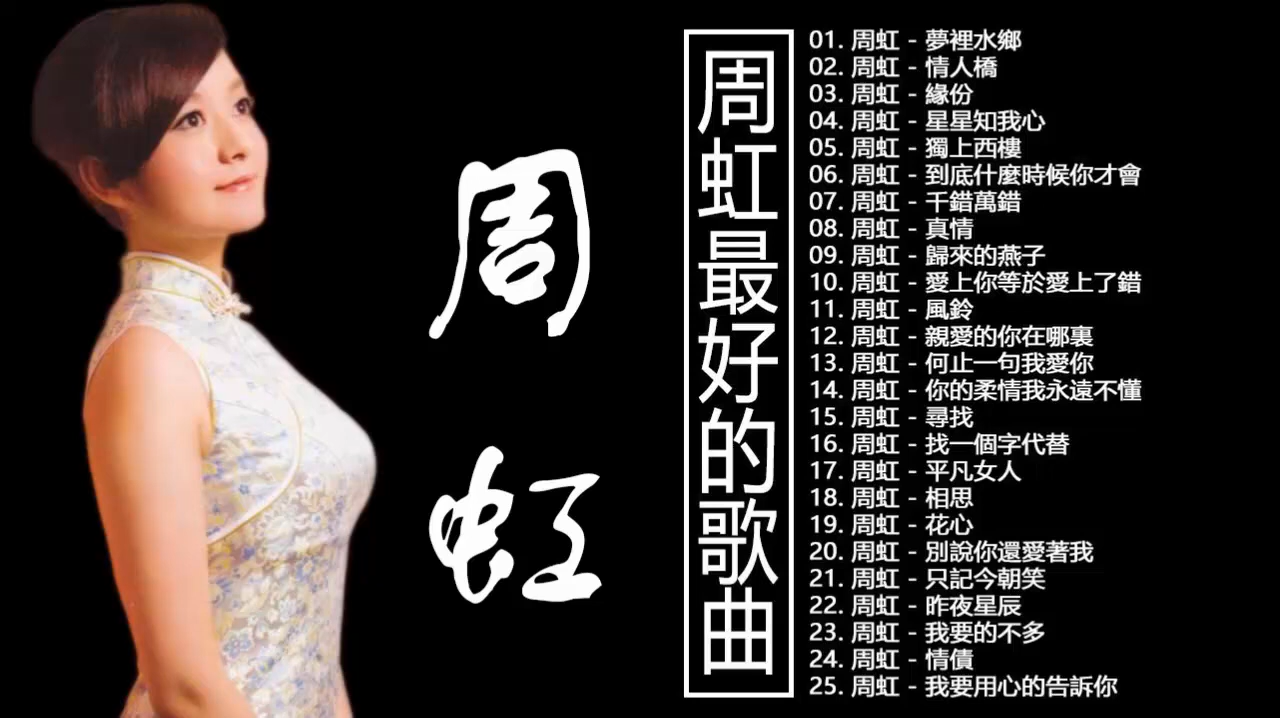 周虹
周虹最好的歌曲
01. 周虹 - 夢裡水鄉
02. 周虹 - 情人橋
03. 周虹 - 緣份
04. 周虹 - 星星知我心
05. 周虹 - 獨上西樓
06. 周虹 - 到底什麼時候你才會
07. 周虹 - 千錯萬錯
08. 周虹 - 真情
09. 周虹 - 歸來的燕子
10. 周虹 - 愛上你等於愛上了錯
11. 周虹 - 風鈴
12. 周虹 - 親愛的你在哪裏
13. 周虹 - 何止一句我愛你
14. 周虹 - 你的柔情我永遠不懂
15. 周虹 - 尋找
16. 周虹 - 找一個字代替
17. 周虹 - 平凡女人
18. 周虹 - 相思
19. 周虹 - 花心
20. 周虹 - 別說你還愛著我
21. 周虹 - 只記今朝笑
22. 周虹 - 昨夜星辰
23. 周虹 - 我要的不多
24. 周虹 - 情債
25. 周虹 - 我要用心的告訴你